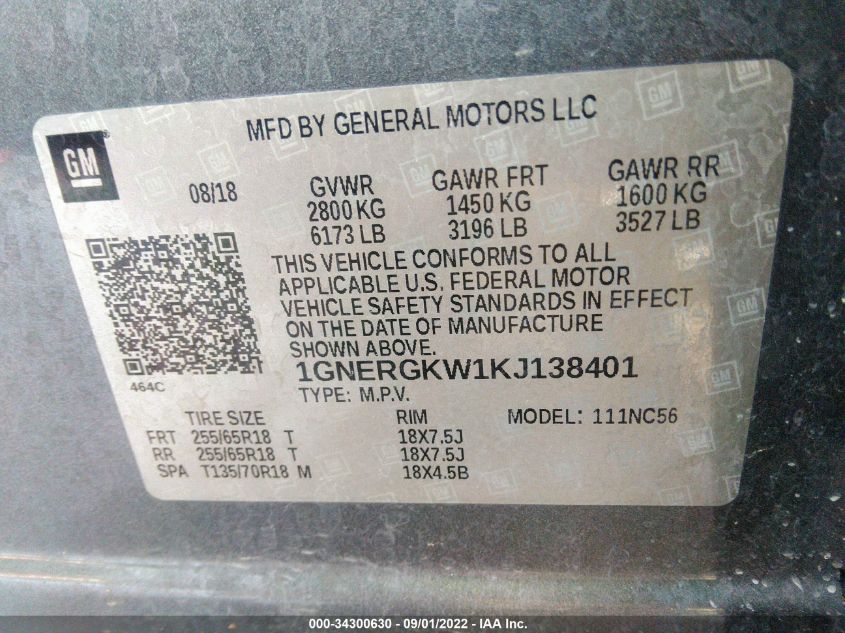 MFD BY GENERAL MOTORS LLC
GM
08/18 GVWR GAWR FRT GAWR RR
2800 KG 1450 KG 1600 KG
6173 LB 3196 LB 3527 LB
THIS VEHICLE CONFORMS TO ALL
APPLICABLE U.S. FEDERAL MOTOR
VEHICLE SAFETY STANDARDS IN EFFECT
ON THE DATE OF MANUFACTURE
SHOWN ABOVE.
464C
1GNERGKW1KJ138401
TYPE: M.P.V.
TIRE SIZE RIM MODEL: 111NC56
FRT 255/65R18 T 18X7.5J
RR 255/65R18 T 18X7.5J
SPA T135/70R18 M 18X4.5B
000-34300630 - 09/01/2022 - IAA Inc.